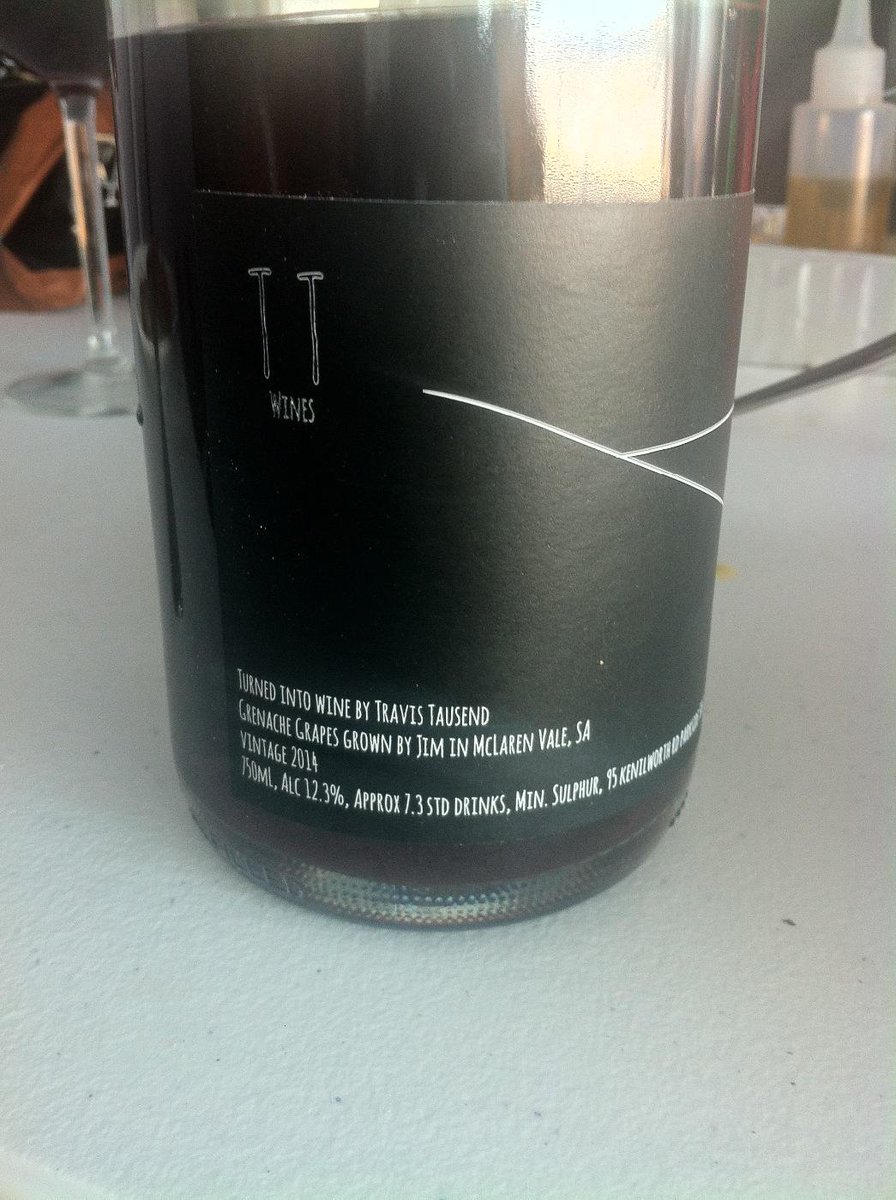 TT
WINES
TURNED INTO WINE BY TRAVIS TAUSEND
GRENACHE GRAPES GROWN BY JIM IN MCLAREN VALE, SA
VINTAGE 2014
750ML, ALC 12.3%, APPROX 7.3 STD DRINKS, MIN. SULPHUR, 95 KENILWORTH RD